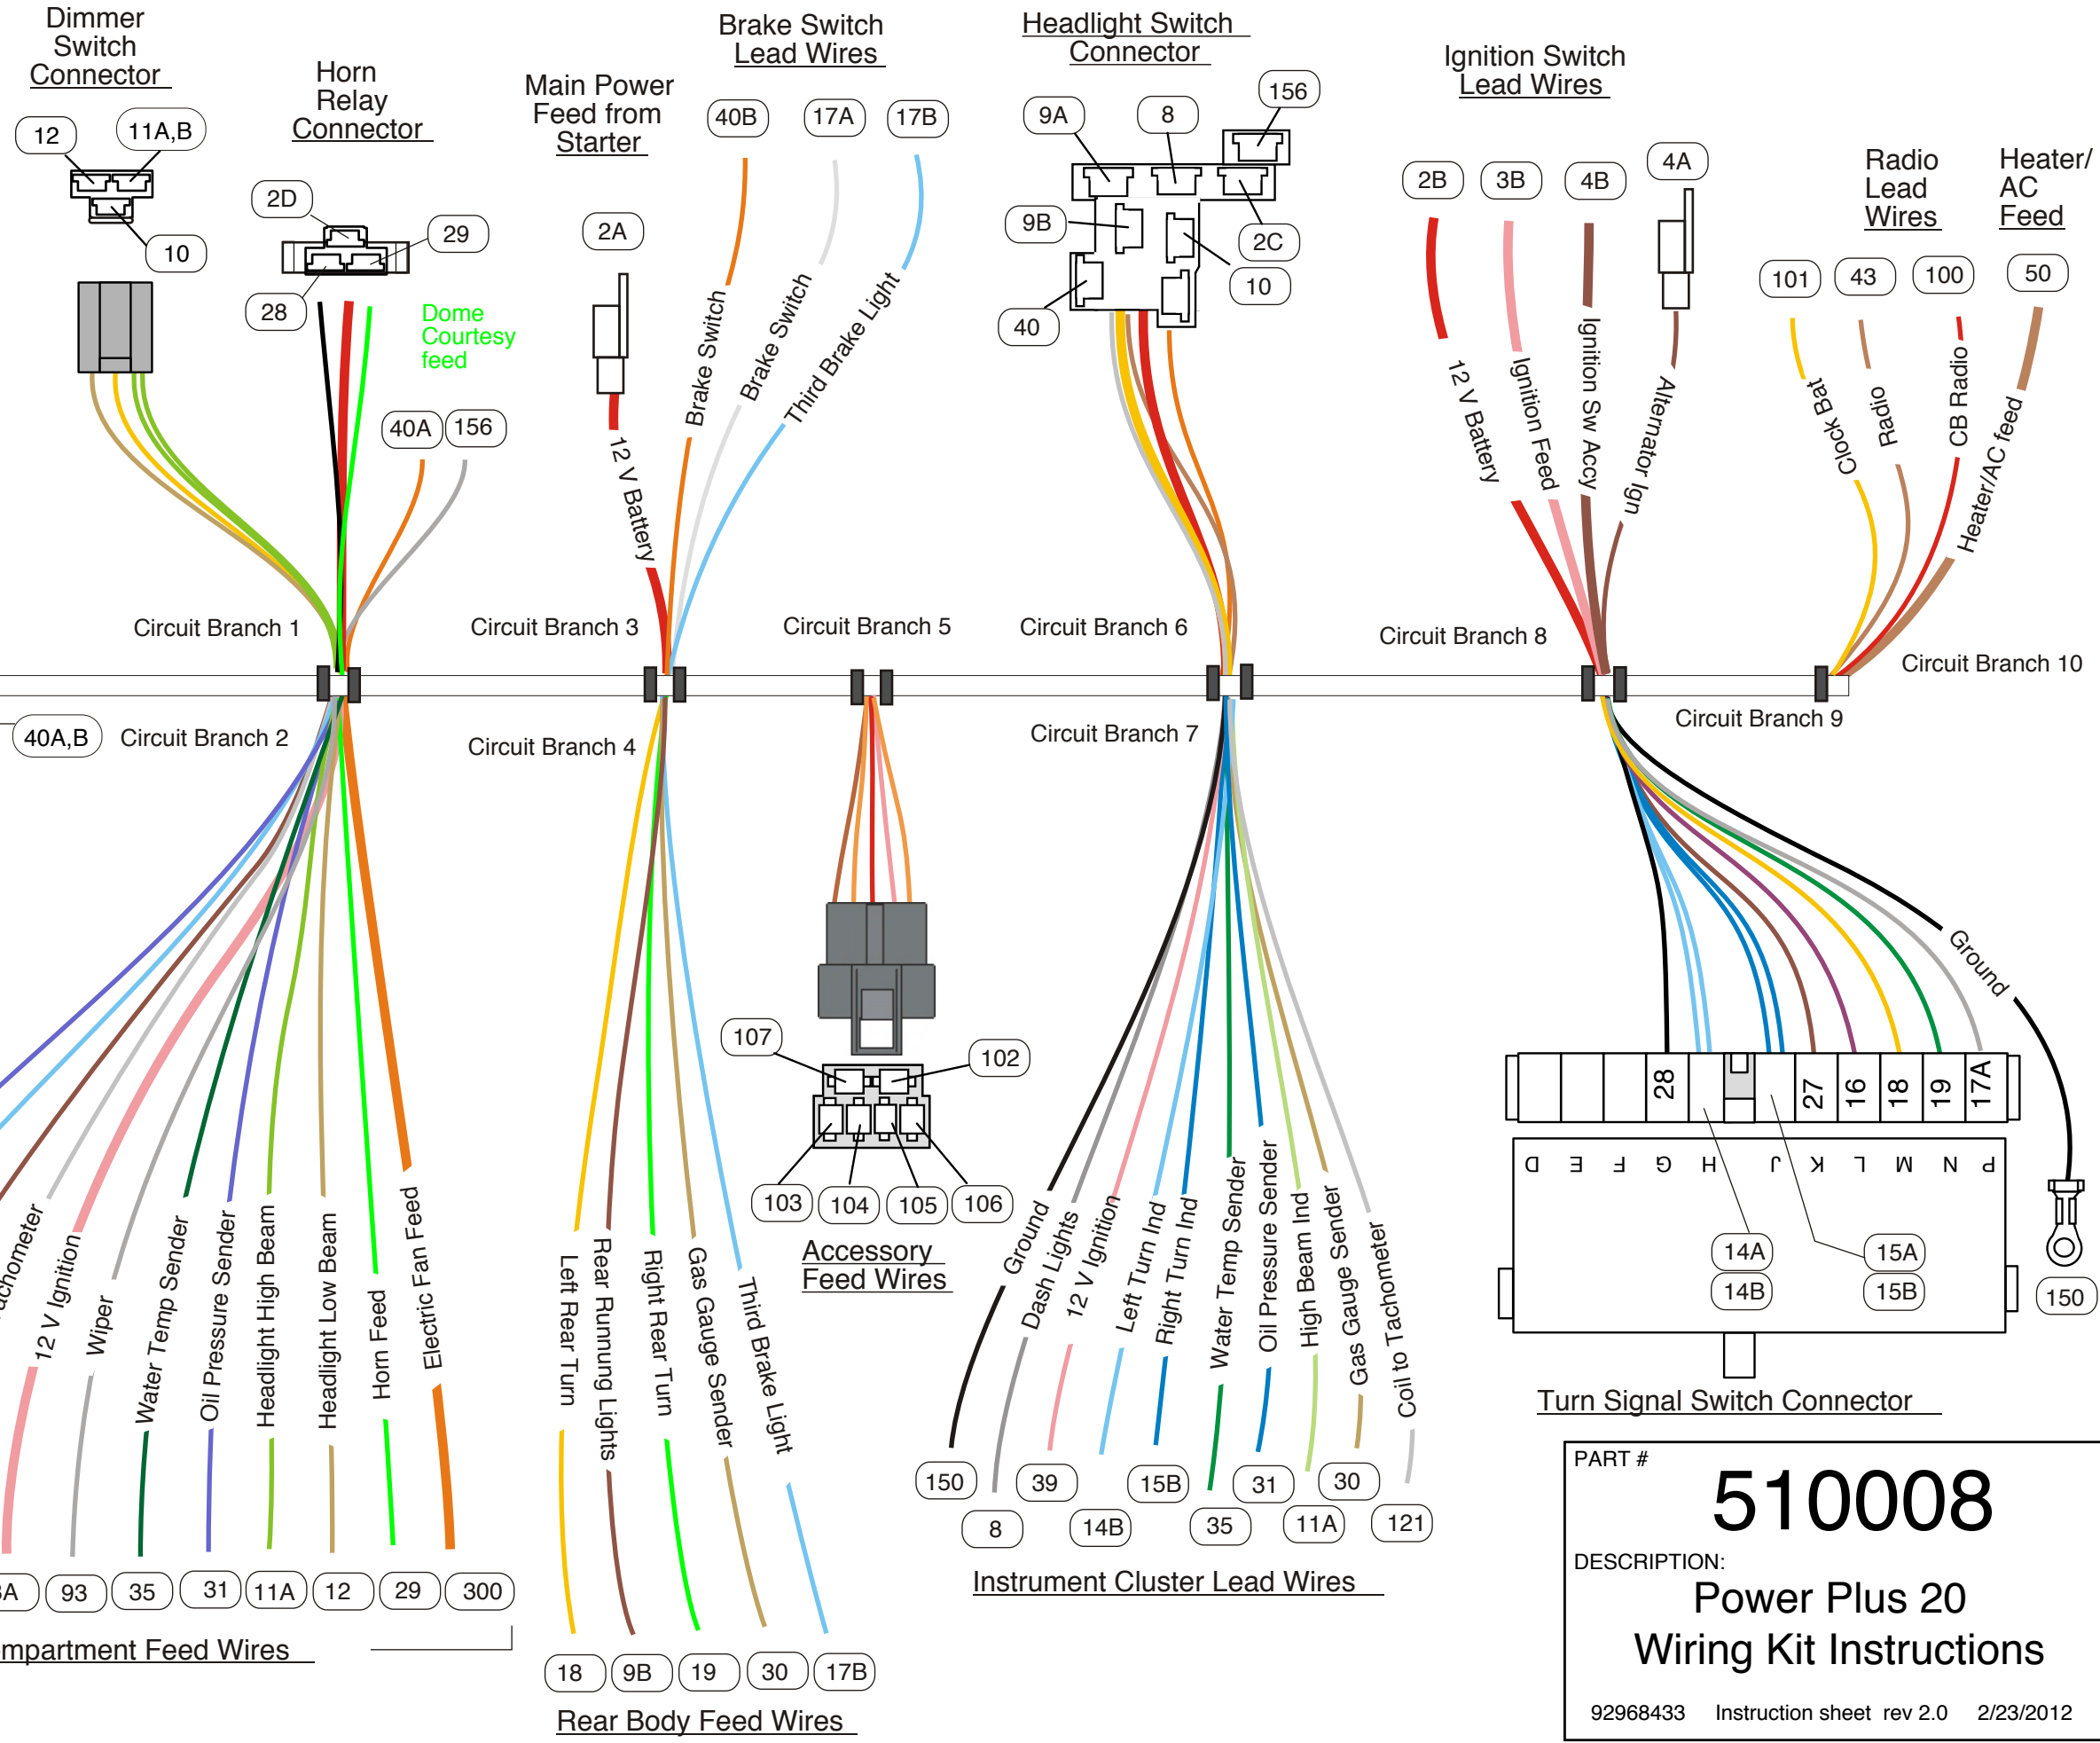 Dimmer
Switch
Connector
12
11A,B
10
Horn
Relay
Connector
2D
29
28
Dome
Courtesy
feed
40A
156
Main Power
Feed from
Starter
2A
12 V Battery
Brake Switch
Lead Wires
40B
17A
17B
Brake Switch
Brake Switch
Third Brake Light
Headlight Switch
Connector
9A
8
156
9B
2C
10
40
Ignition Switch
Lead Wires
2B
3B
4B
4A
12 V Battery
Ignition Feed
Ignition Sw Accy
Alternator Ign
Radio
Lead
Wires
Heater/
AC
Feed
101
43
100
50
Clock Bat
Radio
CB Radio
Heater/AC feed
Circuit Branch 1
Circuit Branch 3
Circuit Branch 5
Circuit Branch 6
Circuit Branch 8
Circuit Branch 10
40A,B
Circuit Branch 2
Circuit Branch 4
Circuit Branch 7
Circuit Branch 9
achometer
12 V Ignition
Wiper
Water Temp Sender
Oil Pressure Sender
Headlight High Beam
Headlight Low Beam
Horn Feed
Electric Fan Feed
A
93
35
31
11A
12
29
300
mpartment Feed Wires
Left Rear Turn
Rear Rumung Lights
Right Rear Turn
Gas Gauge Sender
Third Brake Light
18
9B
19
30
17B
Rear Body Feed Wires
107
102
103
104
105
106
Accessory
Feed Wires
Ground
Dash Lights
12 V Ignition
Left Turn Ind
Right Turn Ind
Water Temp Sender
Oil Pressure Sender
High Beam Ind
Gas Gauge Sender
Coil to Tachometer
150
8
39
14B
15B
35
31
11A
30
121
Instrument Cluster Lead Wires
Ground
28
27
16
18
19
17A
D E F G H J K L M N P
14A
14B
15A
15B
150
Turn Signal Switch Connector
PART #
510008
DESCRIPTION:
Power Plus 20
Wiring Kit Instructions
92968433 Instruction sheet rev 2.0 2/23/2012